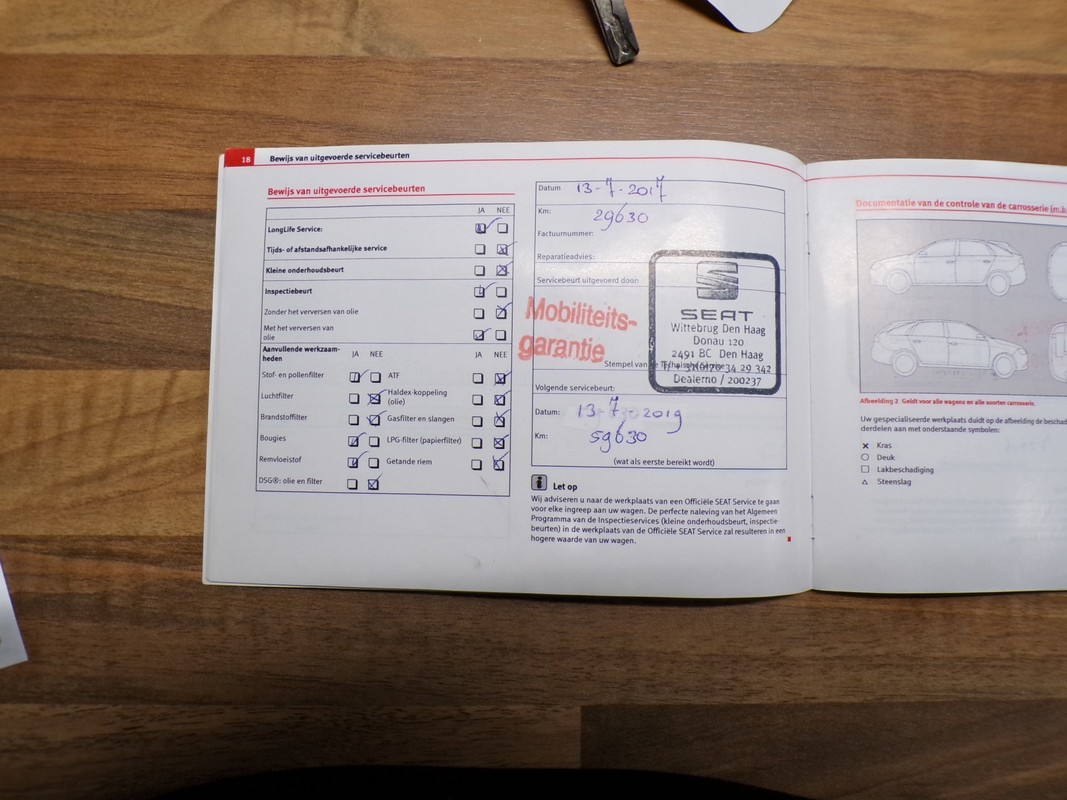 18 Bewijs van uitgevoerde servicebeurten
Bewijs van uitgevoerde servicebeurten
JA NEE
LongLife Service:
Tijds- of afstandsafhankelijke service
Kleine onderhoudsbeurt
Inspectiebeurt
Zonder het verversen van olie
Met het verversen van
olie
Aanvullende werkzaam-
heden
JA NEE
JA NEE
Stof- en pollenfilter
ATF
Luchtfilter
Haldex-koppeling
(olie)
Brandstoffilter
Gasfilter en slangen
Bougies
LPG-filter (papierfilter)
Remvloeistof
Getande riem
DSG®: olie en filter
Datum 13-7-2017
Km: 29630
Factuurnummer:
Reparatieadvies:
Servicebeurt uitgevoerd door:
Mobiliteits-
garantie
SEAT
Wittebrug Den Haag
Donau 120
2491 BC Den Haag
Stempel van de
34 29 342
Dealerno / 200237
Volgende servicebeurt:
Datum: 13-7-2019
Km: 59630
(wat als eerste bereikt wordt)
Let op
Wij adviseren u naar de werkplaats van een Officiële SEAT Service te gaan
voor elke ingreep aan uw wagen. De perfecte naleving van het Algemeen
Programma van de Inspectieservices (kleine onderhoudsbeurt, inspectie-
beurten) in de werkplaats van de Officiële SEAT Service zal resulteren in een
hogere waarde van uw wagen.
Documentatie van de controle van de carrosserie
Afbeelding 2 Geldt voor alle wagens en alle soorten carrosserie.
Uw gespecialiseerde werkplaats duidt op de afbeelding de beschad
derdelen aan met onderstaande symbolen:
Kras
Deuk
Lakbeschadiging
Steenslag